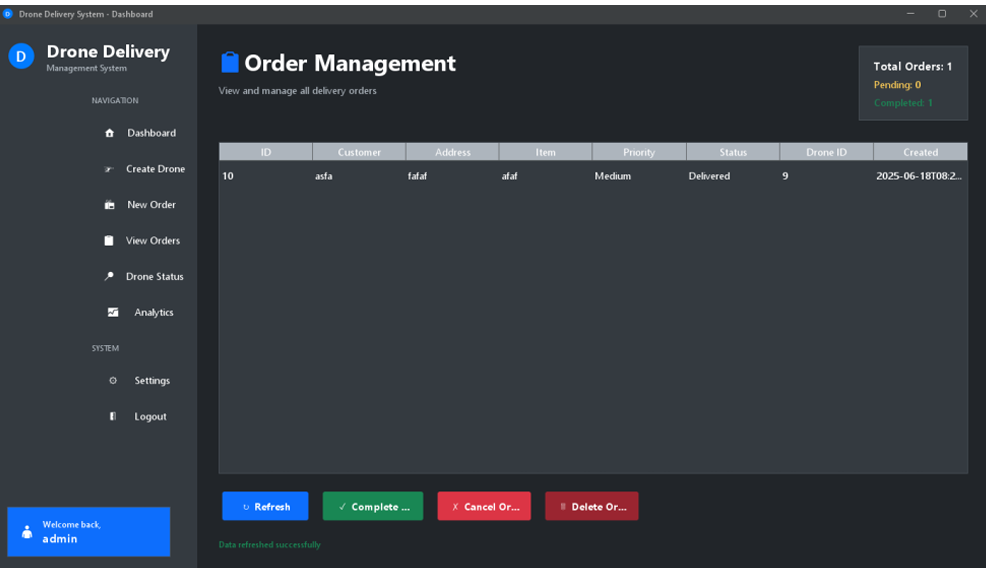 Drone Delivery System - Dashboard
D Drone Delivery
Management System
NAVIGATION
Dashboard
Create Drone
New Order
View Orders
Drone Status
Analytics
SYSTEM
Settings
Logout
Welcome back,
admin
Order Management
View and manage all delivery orders
Total Orders: 1
Pending: 0
Completed: 1
ID Customer Address Item Priority Status Drone ID Created
10 asfa fafaf afaf Medium Delivered 9 2025-06-18T08:2...
↻ Refresh ✓ Complete ... ✗ Cancel Or... Delete Or...
Data refreshed successfully